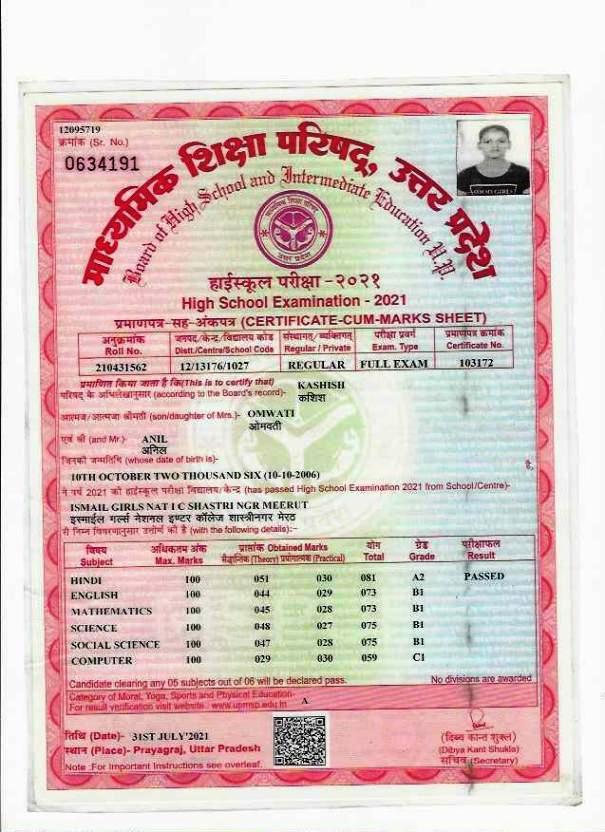 12095719
क्रमांक (Sr. No.)
0634191
माध्यमिक शिक्षा परिषद्, उत्तर प्रदेश
Board of High School and Intermediate Education U.P.
हाईस्कूल परीक्षा -२०२१
High School Examination - 2021
प्रमाणपत्र-सह-अंकपत्र (CERTIFICATE-CUM-MARKS SHEET)
अनुक्रमांक जनपद/केन्द्र/विद्यालय कोड संस्थागत/व्यक्तिगत परीक्षा प्रवर्ग प्रमाणपत्र क्रमांक
Roll No. Distt./Centre/School Code Regular / Private Exam. Type Certificate No.
210431562 12/13176/1027 REGULAR FULL EXAM 103172
प्रमाणित किया जाता है कि(This is to certify that) KASHISH
परिषद् के अभिलेखानुसार (according to the Board's record)- कशिश
आत्मज/आत्मजा श्रीमती (son/daughter of Mrs.)- OMWATI
ओमवती
एवं श्री (and Mr.)- ANIL
अनिल
जिनकी जन्मतिथि (whose date of birth is)-
10TH OCTOBER TWO THOUSAND SIX (10-10-2006) है,
ने वर्ष 2021 की हाईस्कूल परीक्षा विद्यालय/केन्द्र (has passed High School Examination 2021 from School/Centre)-
ISMAIL GIRLS NAT I C SHASTRI NGR MEERUT
इस्माईल गर्ल्स नेशनल इण्टर कॉलेज शास्त्रीनगर मेरठ
से निम्न विवरणानुसार उत्तीर्ण की है (with the following details):-
विषय अधिकतम अंक प्राप्तांक Obtained Marks योग ग्रेड परीक्षाफल
Subject Max. Marks सैद्धान्तिक (Theory) प्रयोगात्मक (Practical) Total Grade Result
HINDI 100 051 030 081 A2 PASSED
ENGLISH 100 044 029 073 B1
MATHEMATICS 100 045 028 073 B1
SCIENCE 100 048 027 075 B1
SOCIAL SCIENCE 100 047 028 075 B1
COMPUTER 100 029 030 059 C1
Candidate clearing any 05 subjects out of 06 will be declared pass. No divisions are awarded
Category of Moral, Yoga, Sports and Physical Education- A
For result verification visit website : www.upmsp.edu.in
तिथि (Date)- 31ST JULY'2021
स्थान (Place)- Prayagraj, Uttar Pradesh
(दिव्य कान्त शुक्ल)
(Dibya Kant Shukla)
सचिव (Secretary)
Note :For Important Instructions see overleaf.